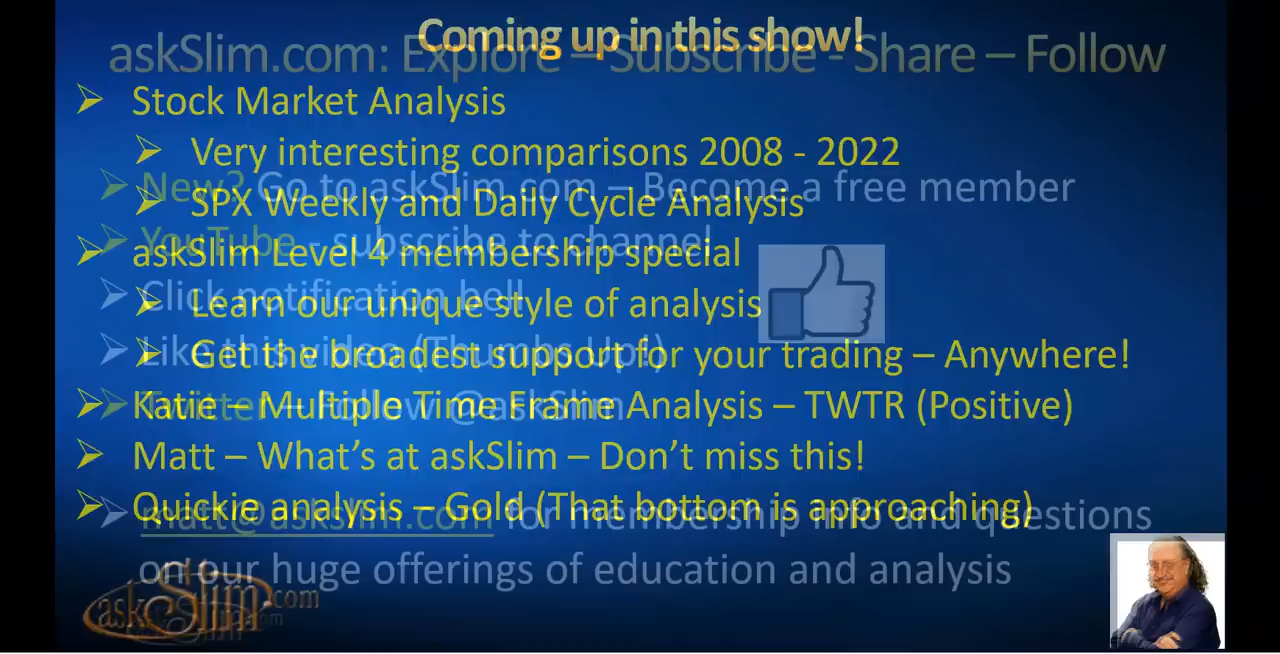 Coming up in this show!
askSlim.com: Explore – Subscribe - Share – Follow
Stock Market Analysis
Very interesting comparisons 2008 - 2022
New? Go to askSlim.com – Become a free member
SPX Weekly and Daily Cycle Analysis
YouTube - subscribe to channel
askSlim Level 4 membership special
Click notification bell
Learn our unique style of analysis
Like this video (Thumbs Up!)
Get the broadest support for your trading – Anywhere!
Twitter – Follow @askSlim
Katie – Multiple Time Frame Analysis – TWTR (Positive)
Matt – What's at askSlim – Don't miss this!
Quickie analysis – Gold (That bottom is approaching)
matt@askslim.com for membership info and questions
on our huge offerings of education and analysis
askSlim.com